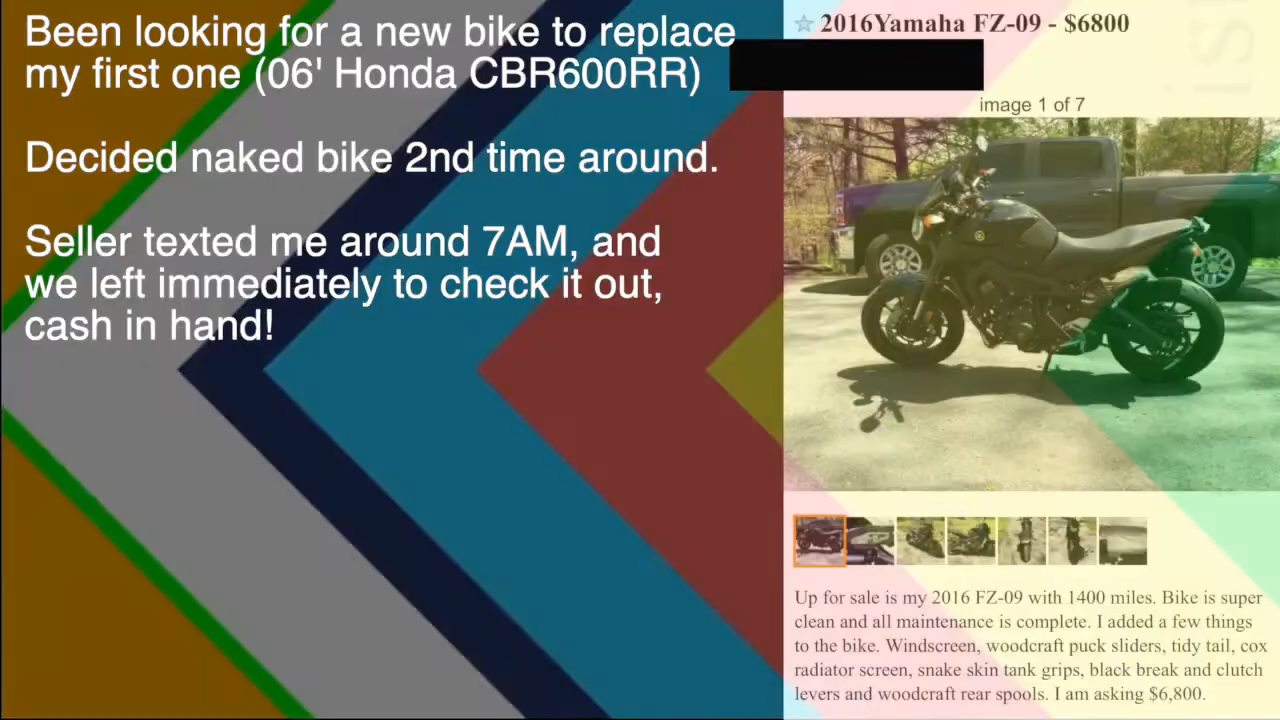 Been looking for a new bike to replace
my first one (06' Honda CBR600RR)
Decided naked bike 2nd time around.
Seller texted me around 7AM, and
we left immediately to check it out,
cash in hand!
☆ 2016Yamaha FZ-09 - $6800
image 1 of 7
Up for sale is my 2016 FZ-09 with 1400 miles. Bike is super
clean and all maintenance is complete. I added a few things
to the bike. Windscreen, woodcraft puck sliders, tidy tail, cox
radiator screen, snake skin tank grips, black break and clutch
levers and woodcraft rear spools. I am asking $6,800.